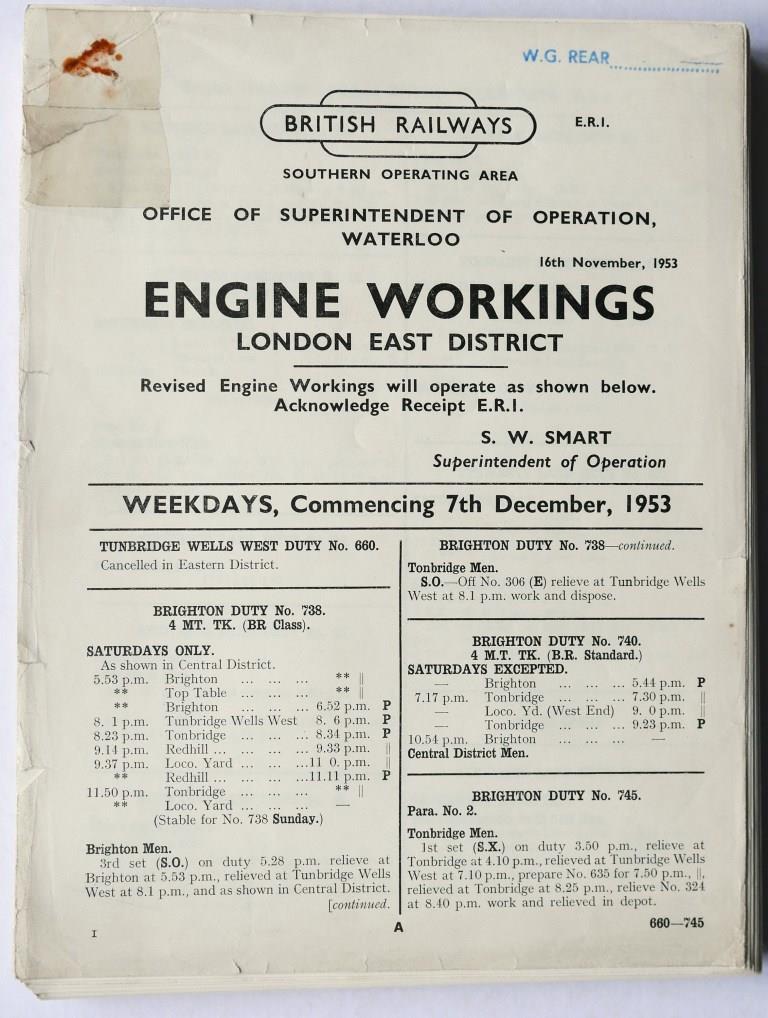 W.G. REAR
BRITISH RAILWAYS
E.R.I.
SOUTHERN OPERATING AREA
OFFICE OF SUPERINTENDENT OF OPERATION,
WATERLOO
16th November, 1953
ENGINE WORKINGS
LONDON EAST DISTRICT
Revised Engine Workings will operate as shown below.
Acknowledge Receipt E.R.I.
S. W. SMART
Superintendent of Operation
WEEKDAYS, Commencing 7th December, 1953
TUNBRIDGE WELLS WEST DUTY No. 660.
Cancelled in Eastern District.
BRIGHTON DUTY No. 738.
4 MT. TK. (BR Class).
SATURDAYS ONLY.
As shown in Central District.
5.53 p.m. Brighton ... ... ... ** ||
** Top Table ... ... ... ** ||
** Brighton ... ... ... 6.52 p.m. P
8. 1 p.m. Tunbridge Wells West 8. 6 p.m. P
8.23 p.m. Tonbridge ... ... ... 8.34 p.m. P
9.14 p.m. Redhill ... ... ... 9.33 p.m. ||
9.37 p.m. Loco. Yard ... ... ...11 0. p.m. ||
** Redhill ... ... ... ...11.11 p.m. P
11.50 p.m. Tonbridge ... ... ... ** ||
** Loco. Yard ... ... ... —
(Stable for No. 738 Sunday.)
Brighton Men.
3rd set (S.O.) on duty 5.28 p.m. relieve at
Brighton at 5.53 p.m., relieved at Tunbridge Wells
West at 8.1 p.m., and as shown in Central District.
[continued.
BRIGHTON DUTY No. 738—continued.
Tonbridge Men.
S.O.—Off No. 306 (E) relieve at Tunbridge Wells
West at 8.1 p.m. work and dispose.
BRIGHTON DUTY No. 740.
4 M.T. TK. (B.R. Standard.)
SATURDAYS EXCEPTED.
— Brighton ... ... ... 5.44 p.m. P
7.17 p.m. Tonbridge ... ... ... 7.30 p.m. ||
— Loco. Yd. (West End) 9. 0 p.m. ||
— Tonbridge ... ... ... 9.23 p.m. P
10.54 p.m. Brighton ... ... ... —
Central District Men.
BRIGHTON DUTY No. 745.
Para. No. 2.
Tonbridge Men.
1st set (S.X.) on duty 3.50 p.m., relieve at
Tonbridge at 4.10 p.m., relieved at Tunbridge Wells
West at 7.10 p.m., prepare No. 635 for 7.50 p.m., ||,
relieved at Tonbridge at 8.25 p.m., relieve No. 324
at 8.40 p.m. work and relieved in depot.
I
A
660—745